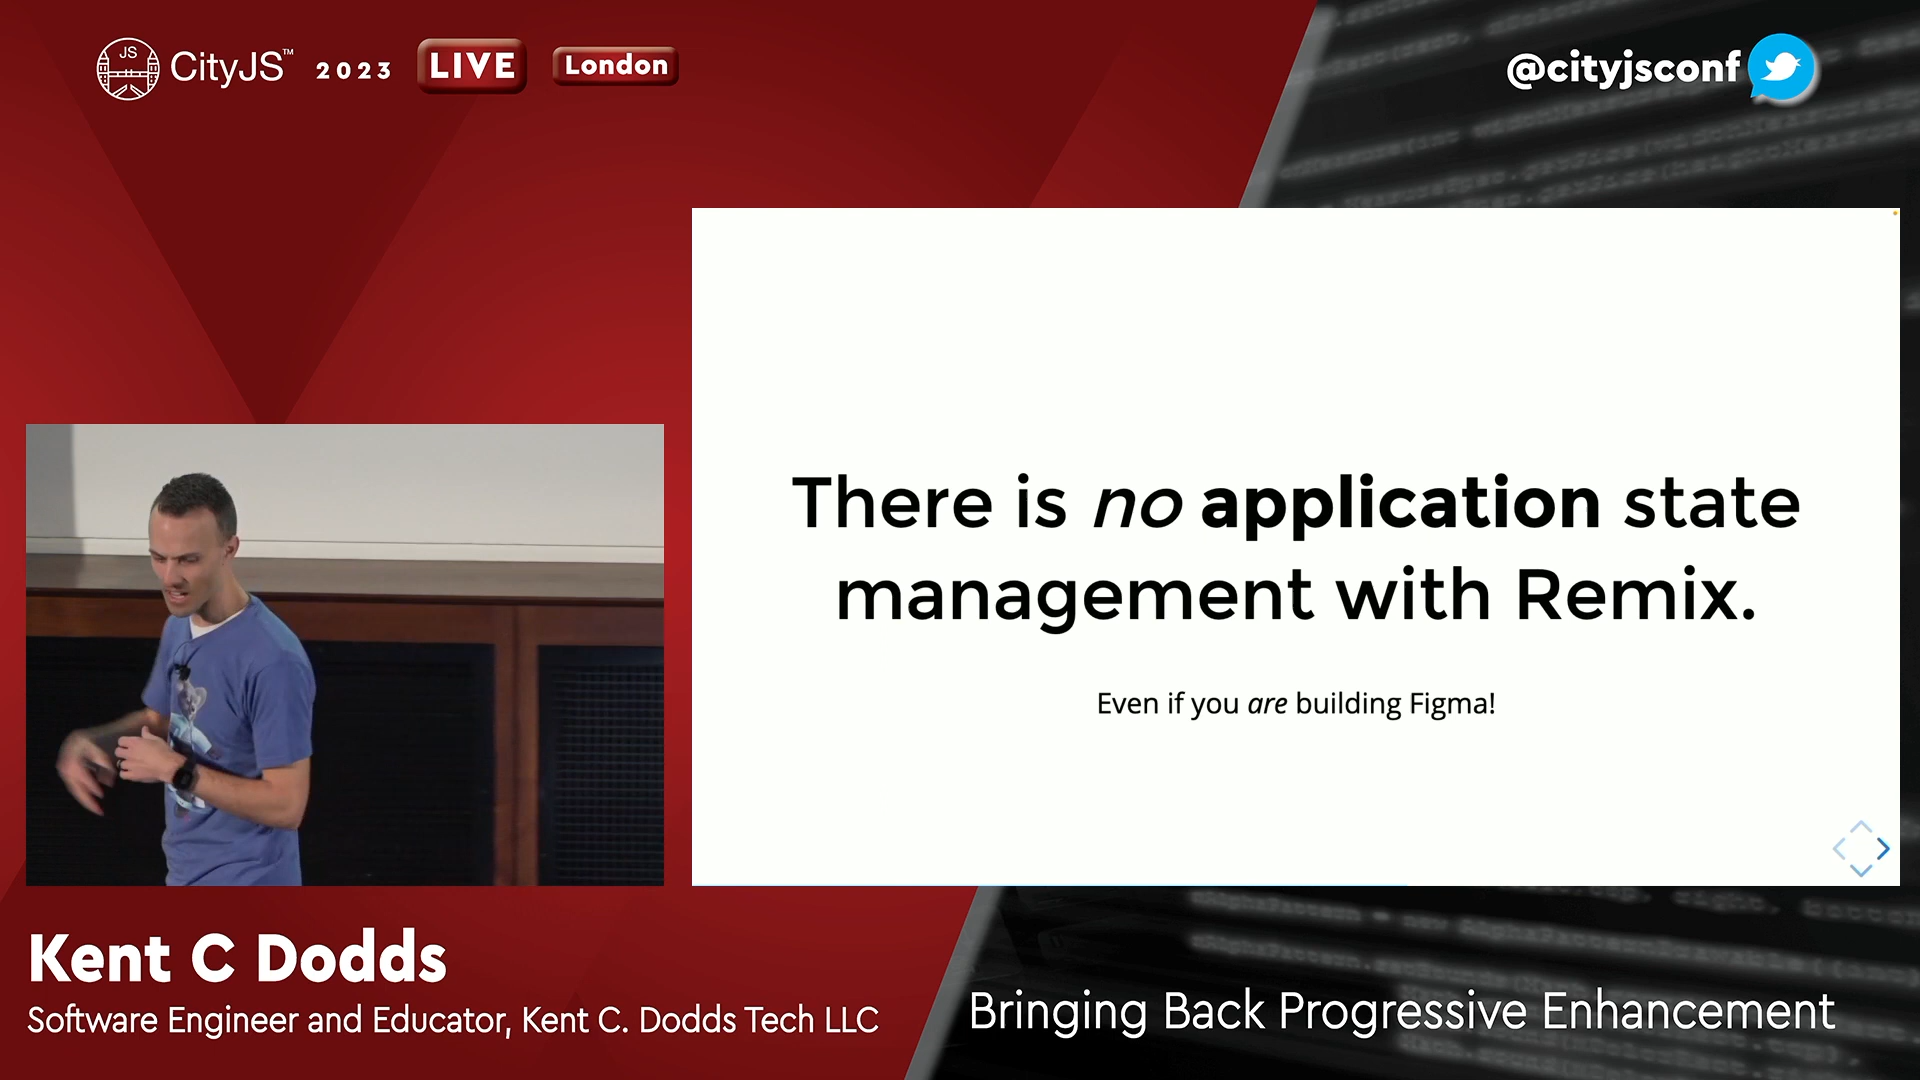 JS
CityJS™ 2023 LIVE London
@cityjsconf
There is no application state
management with Remix.
Even if you are building Figma!
Kent C Dodds
Software Engineer and Educator, Kent C. Dodds Tech LLC
Bringing Back Progressive Enhancement